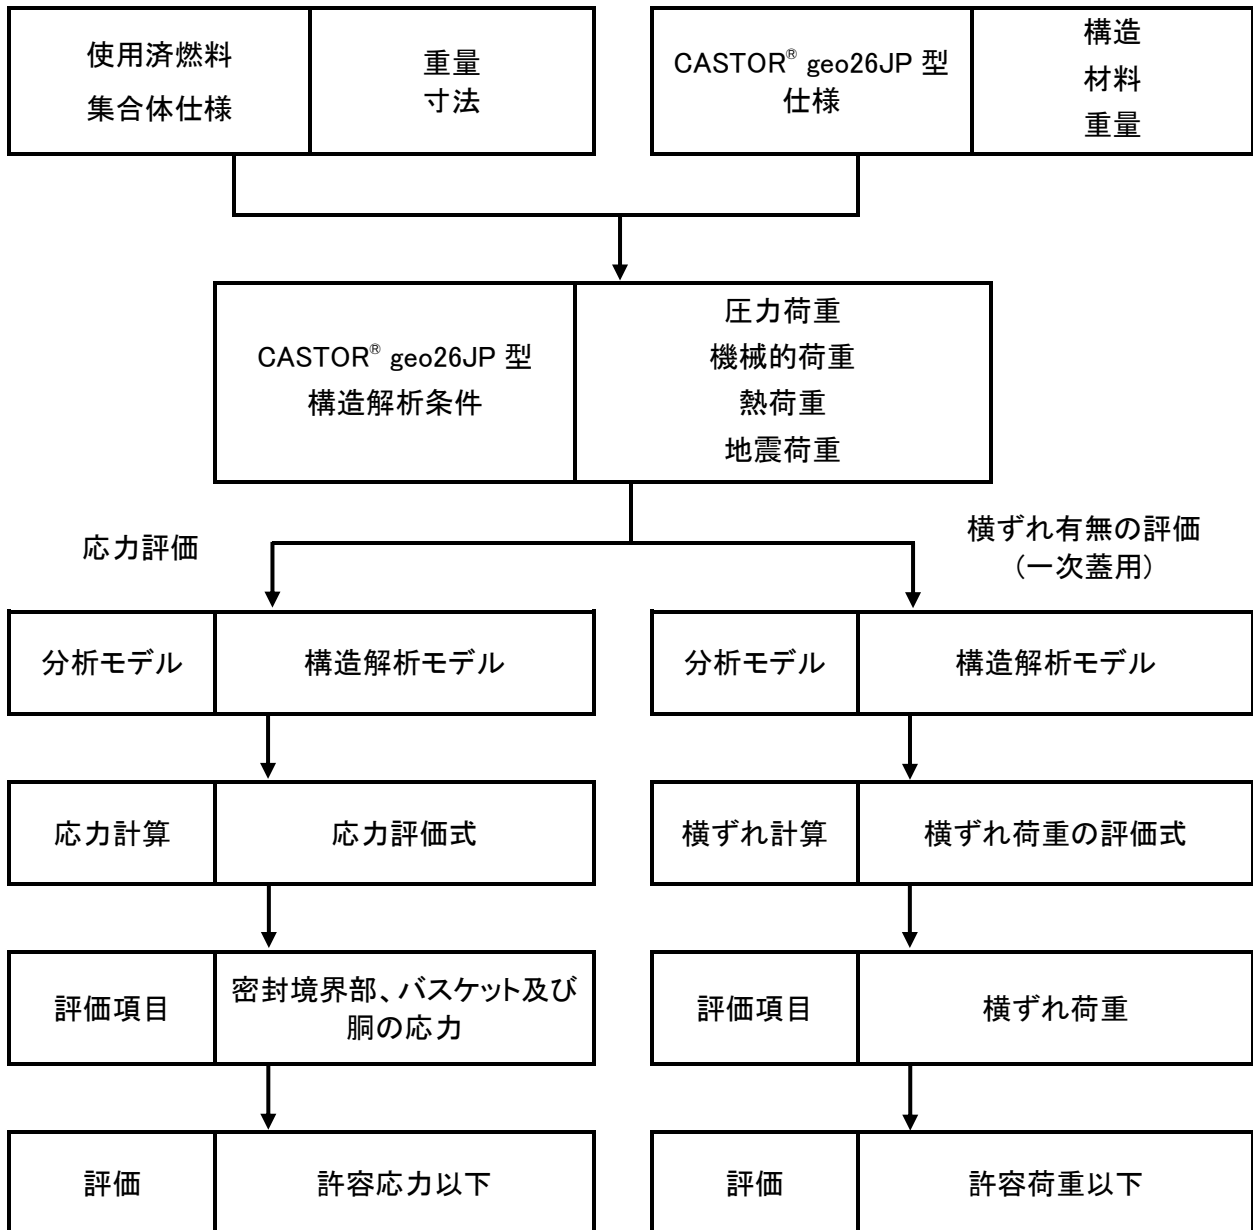 使用済燃料
集合体仕様
重量
寸法
CASTOR® geo26JP 型
仕様
構造
材料
重量
CASTOR® geo26JP 型
構造解析条件
圧力荷重
機械的荷重
熱荷重
地震荷重
応力評価
横ずれ有無の評価
(一次蓋用)
分析モデル
構造解析モデル
分析モデル
構造解析モデル
応力計算
応力評価式
横ずれ計算
横ずれ荷重の評価式
評価項目
密封境界部、バスケット及び
胴の応力
評価項目
横ずれ荷重
評価
許容応力以下
評価
許容荷重以下